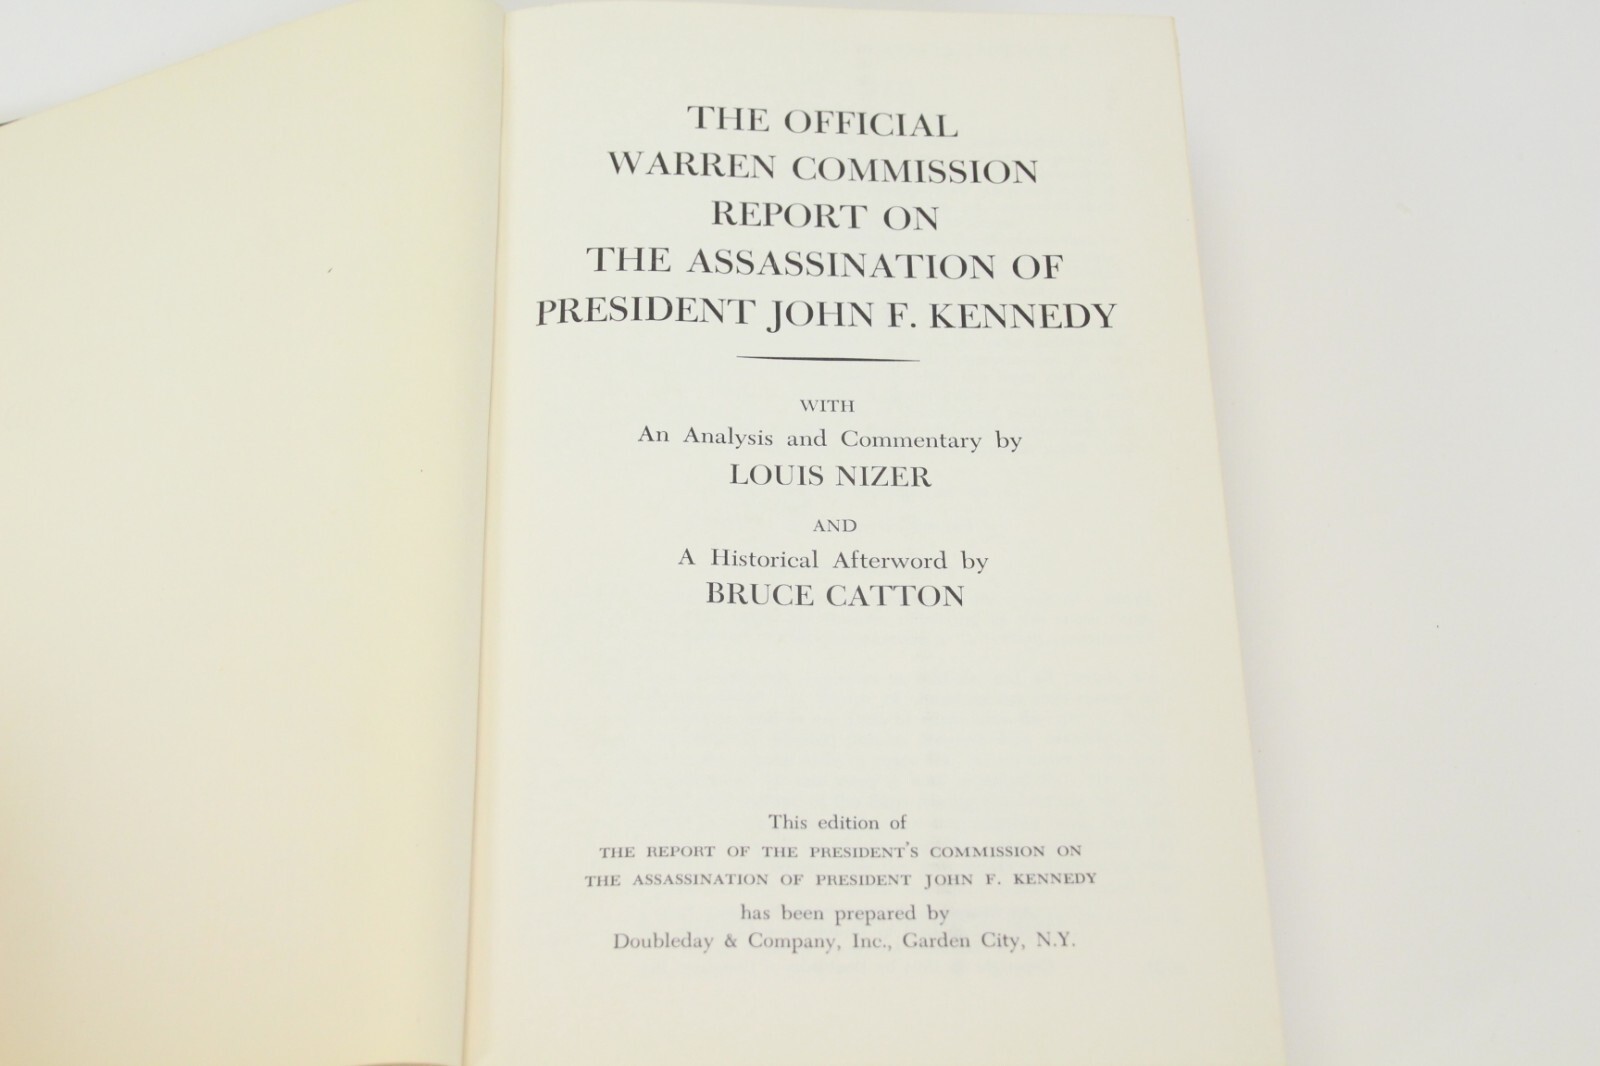 THE OFFICIAL
WARREN COMMISSION
REPORT ON
THE ASSASSINATION OF
PRESIDENT JOHN F. KENNEDY
WITH
An Analysis and Commentary by
LOUIS NIZER
AND
A Historical Afterword by
BRUCE CATTON
This edition of
THE REPORT OF THE PRESIDENT'S COMMISSION ON
THE ASSASSINATION OF PRESIDENT JOHN F. KENNEDY
has been prepared by
Doubleday & Company, Inc., Garden City, N.Y.